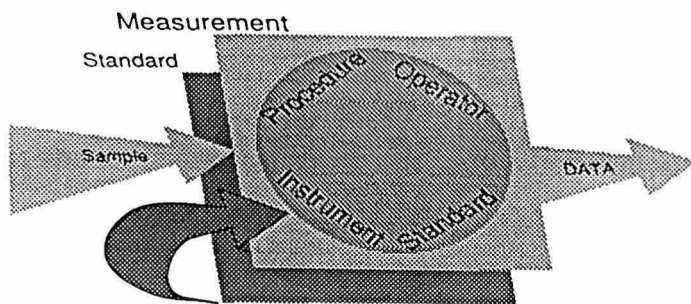 Measurement
Standard
Procedure
Operator
Sample
DATA
Instrument
Standard